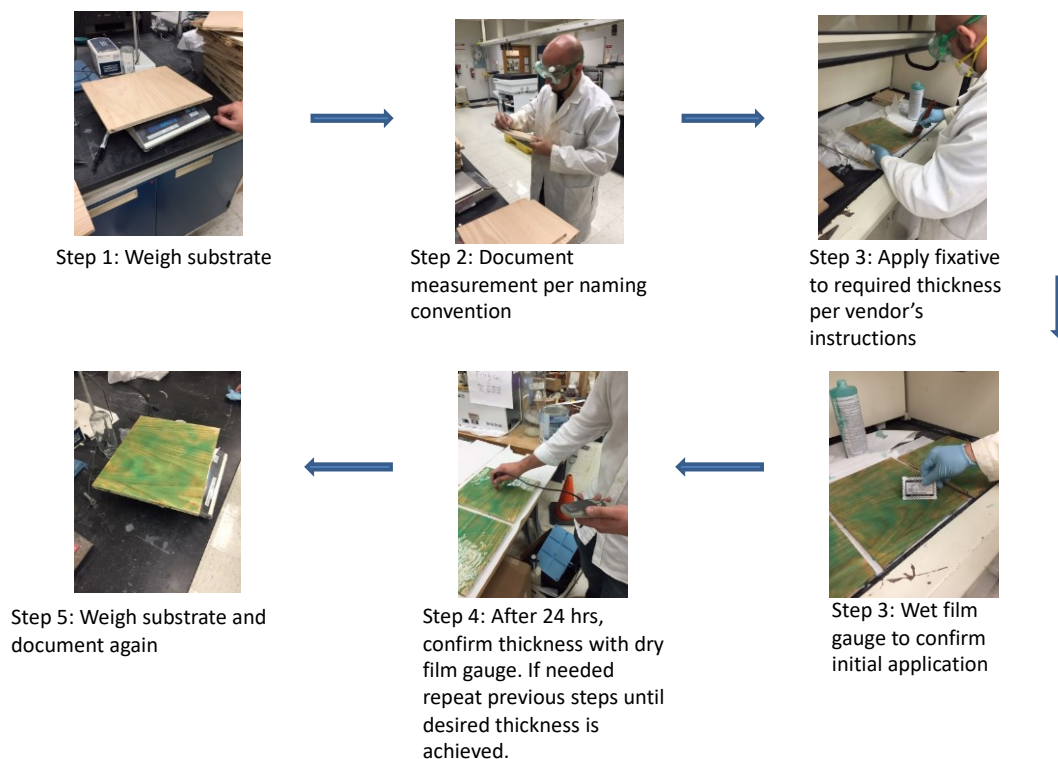 Step 1: Weigh substrate
Step 2: Document
measurement per naming
convention
Step 3: Apply fixative
to required thickness
per vendor's
instructions
Step 5: Weigh substrate and
document again
Step 4: After 24 hrs,
confirm thickness with dry
film gauge. If needed
repeat previous steps until
desired thickness is
achieved.
Step 3: Wet film
gauge to confirm
initial application